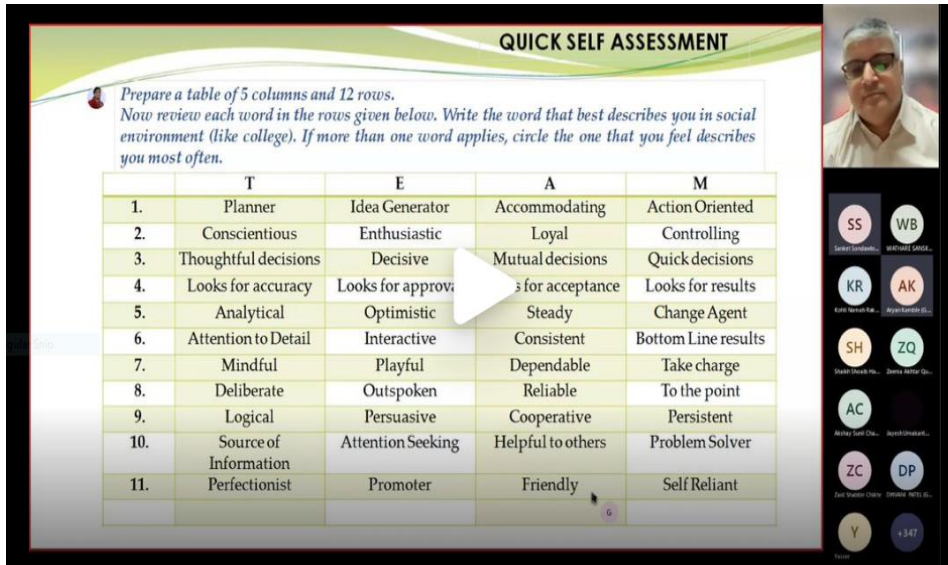 QUICK SELF ASSESSMENT
Prepare a table of 5 columns and 12 rows.
Now review each word in the rows given below. Write the word that best describes you in social
environment (like college). If more than one word applies, circle the one that you feel describes
you most often.
T E A M
1. Planner Idea Generator Accommodating Action Oriented
2. Conscientious Enthusiastic Loyal Controlling
3. Thoughtful decisions Decisive Mutual decisions Quick decisions
4. Looks for accuracy Looks for for acceptance Looks for results
5. Analytical Optimistic Steady Change Agent
6. Attention to Detail Interactive Consistent Bottom Line results
7. Mindful Playful Dependable Take charge
8. Deliberate Outspoken Reliable To the point
9. Logical Persuasive Cooperative Persistent
10. Source of Attention Seeking Helpful to others Problem Solver
Information
11. Perfectionist Promoter Friendly Self Reliant
G
SS WB
KR AK
SH ZQ
AC
ZC DP
Y +347